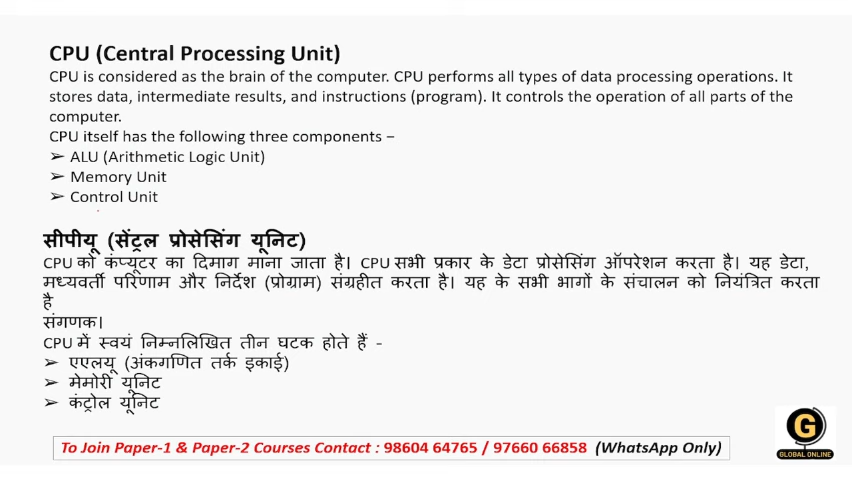 CPU (Central Processing Unit)
CPU is considered as the brain of the computer. CPU performs all types of data processing operations. It
stores data, intermediate results, and instructions (program). It controls the operation of all parts of the
computer.
CPU itself has the following three components −
➢ ALU (Arithmetic Logic Unit)
➢ Memory Unit
➢ Control Unit
सीपीयू (सेंट्रल प्रोसेसिंग यूनिट)
CPU को कंप्यूटर का दिमाग माना जाता है। CPU सभी प्रकार के डेटा प्रोसेसिंग ऑपरेशन करता है। यह डेटा,
मध्यवर्ती परिणाम और निर्देश (प्रोग्राम) संग्रहीत करता है। यह के सभी भागों के संचालन को नियंत्रित करता
है
संगणक।
CPU में स्वयं निम्नलिखित तीन घटक होते हैं -
➢ एएलयू (अंकगणित तर्क इकाई)
➢ मेमोरी यूनिट
➢ कंट्रोल यूनिट
To Join Paper-1 & Paper-2 Courses Contact : 98604 64765 / 97660 66858 (WhatsApp Only)
G
GLOBAL ONLINE